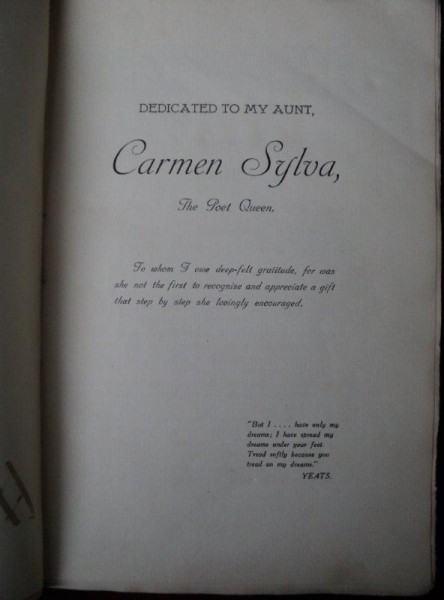 DEDICATED TO MY AUNT,
Carmen Sylva,
The Poet Queen,
To whom I owe deep-felt gratitude, for was
she not the first to recognise and appreciate a gift
that step by step she lovingly encouraged.
"But I .... have only my
dreams; I have spread my
dreams under your feet
Tread softly because you
tread on my dreams."
YEATS.